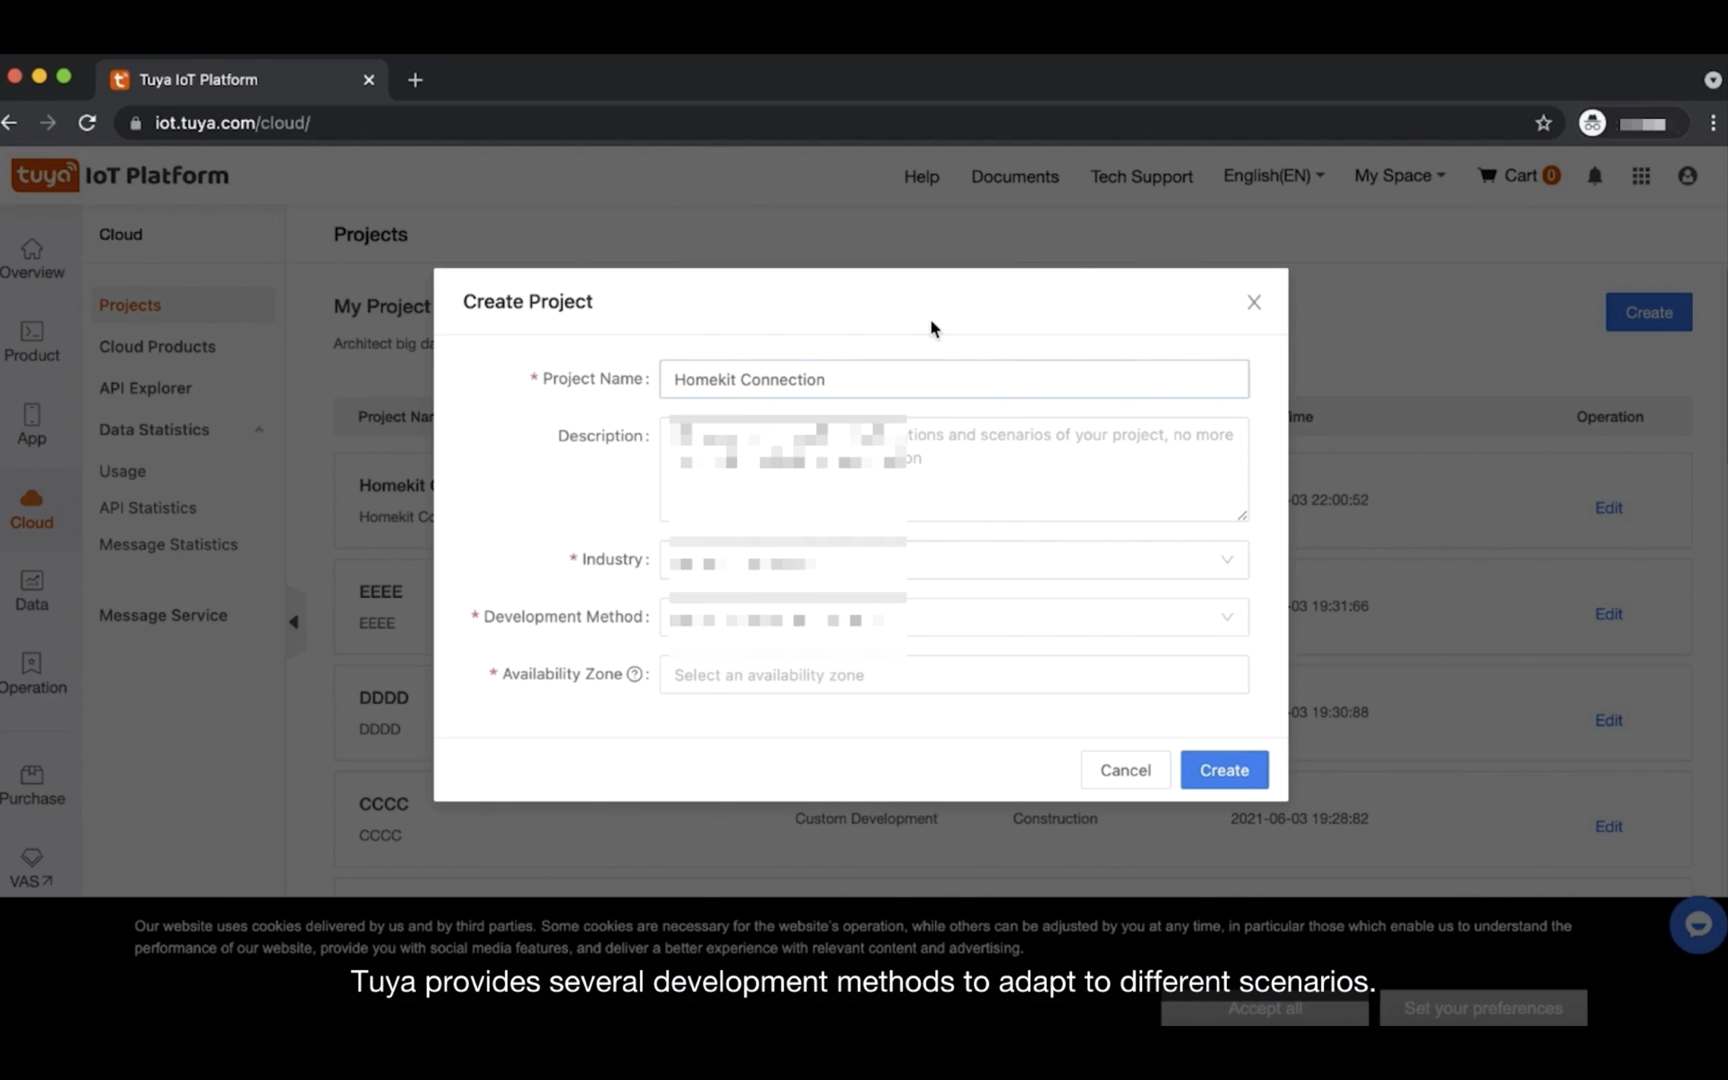 Tuya IoT Platform
iot.tuya.com/cloud/
tuya IoT Platform
Help
Documents
Tech Support
English(EN)
My Space
Cart 0
Overview
Product
App
Cloud
Data
Operation
Purchase
VAS
Cloud
Projects
Cloud Products
API Explorer
Data Statistics
Usage
API Statistics
Message Statistics
Message Service
Projects
My Project
Create
Architect big
Project
Operation
Homekit
Homekit
03 22:00:52
Edit
EEEE
EEEE
03 19:31:66
Edit
DDDD
DDDD
03 19:30:88
Edit
CCCC
CCCC
Custom Development
Construction
2021-06-03 19:28:82
Edit
Create Project
* Project Name :
Homekit Connection
Description :
and scenarios of your project, no more
* Industry :
* Development Method :
* Availability Zone ? :
Select an availability zone
Cancel
Create
Our website uses cookies delivered by us and by third parties. Some cookies are necessary for the website's operation, while others can be adjusted by you at any time, in particular those which enable us to understand the
performance of our website, provide you with social media features, and deliver a better experience with relevant content and advertising.
Tuya provides several development methods to adapt to different scenarios.
Accept all
Set your preferences